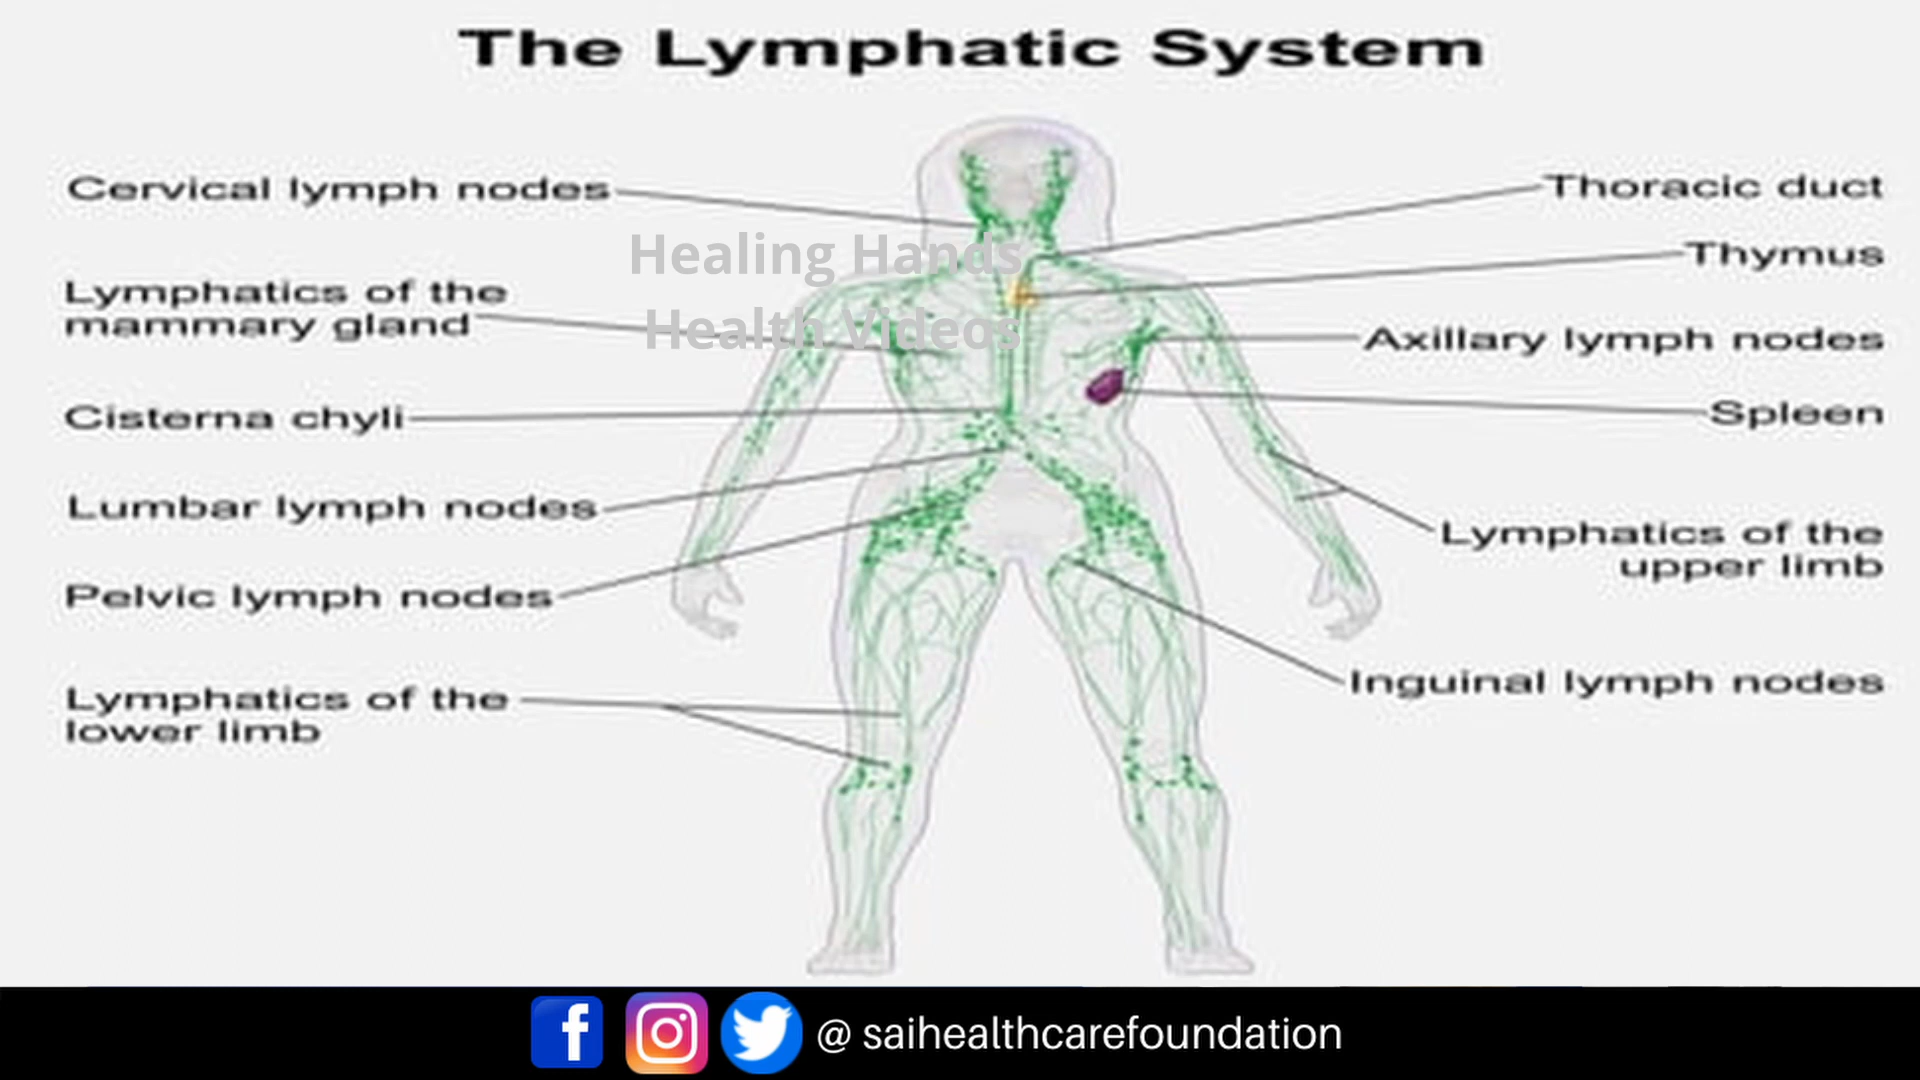 The Lymphatic System
Cervical lymph nodes
Lymphatics of the
mammary gland
Cisterna chyli
Lumbar lymph nodes
Pelvic lymph nodes
Lymphatics of the
lower limb
Healing Hands
Health Videos
Thoracic duct
Thymus
Axillary lymph nodes
Spleen
Lymphatics of the
upper limb
Inguinal lymph nodes
@ saihealthcarefoundation